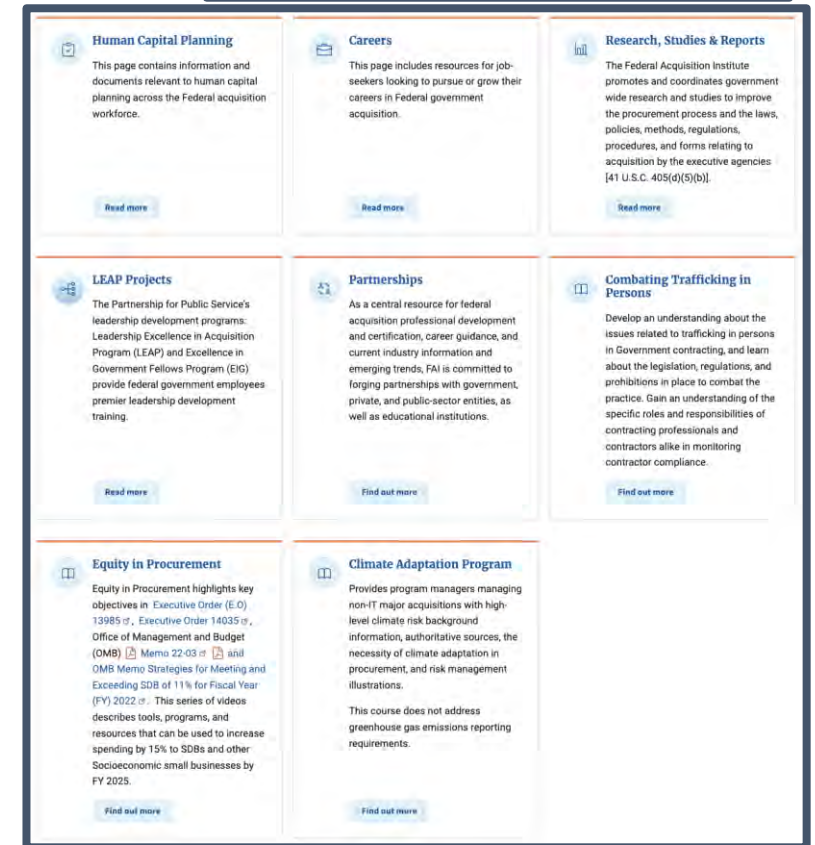 Human Capital Planning
This page contains information and
documents relevant to human capital
planning across the Federal acquisition
workforce.
Read more
Careers
This page includes resources for job-
seekers looking to pursue or grow their
careers in Federal government
acquisition.
Read more
Research, Studies & Reports
The Federal Acquisition Institute
promotes and coordinates government
wide research and studies to improve
the procurement process and the laws,
policies, methods, regulations,
procedures, and forms relating to
acquisition by the executive agencies
[41 U.S.C. 405(d)(5)(b)].
Read more
LEAP Projects
The Partnership for Public Service's
leadership development programs:
Leadership Excellence in Acquisition
Program (LEAP) and Excellence in
Government Fellows Program (EIG)
provide federal government employees
premier leadership development
training.
Read more
Partnerships
As a central resource for federal
acquisition professional development
and certification, career guidance, and
current industry information and
emerging trends, FAI is committed to
forging partnerships with government,
private, and public-sector entities, as
well as educational institutions.
Find out more
Combating Trafficking in
Persons
Develop an understanding about the
issues related to trafficking in persons
in Government contracting, and learn
about the legislation, regulations, and
prohibitions in place to combat the
practice. Gain an understanding of the
specific roles and responsibilities of
contracting professionals and
contractors alike in monitoring
contractor compliance.
Find out more
Equity in Procurement
Equity in Procurement highlights key
objectives in Executive Order (E.O)
13985, Executive Order 14035,
Office of Management and Budget
(OMB) Memo 22-03 and
OMB Memo Strategies for Meeting and
Exceeding SDB of 11% for Fiscal Year
(FY) 2022. This series of videos
describes tools, programs, and
resources that can be used to increase
spending by 15% to SDBs and other
Socioeconomic small businesses by
FY 2025.
Find out more
Climate Adaptation Program
Provides program managers managing
non-IT major acquisitions with high-
level climate risk background
information, authoritative sources, the
necessity of climate adaptation in
procurement, and risk management
illustrations.
This course does not address
greenhouse gas emissions reporting
requirements.
Find out more